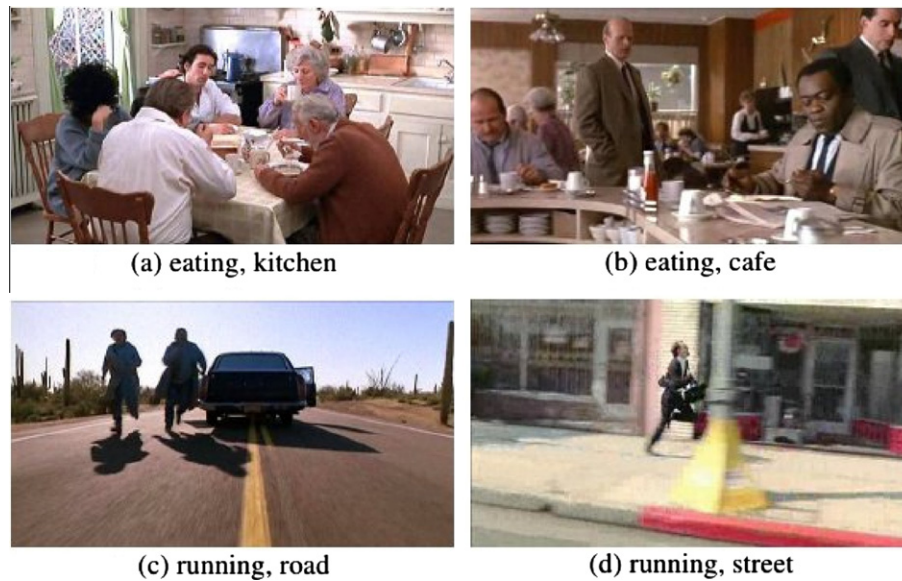 (a) eating, kitchen
(b) eating, cafe
(c) running, road
(d) running, street